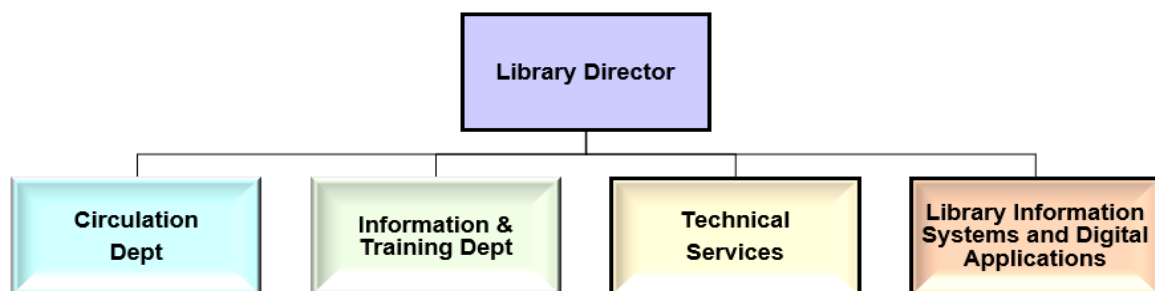 Library Director
Circulation
Dept
Information &
Training Dept
Technical
Services
Library Information
Systems and Digital
Applications